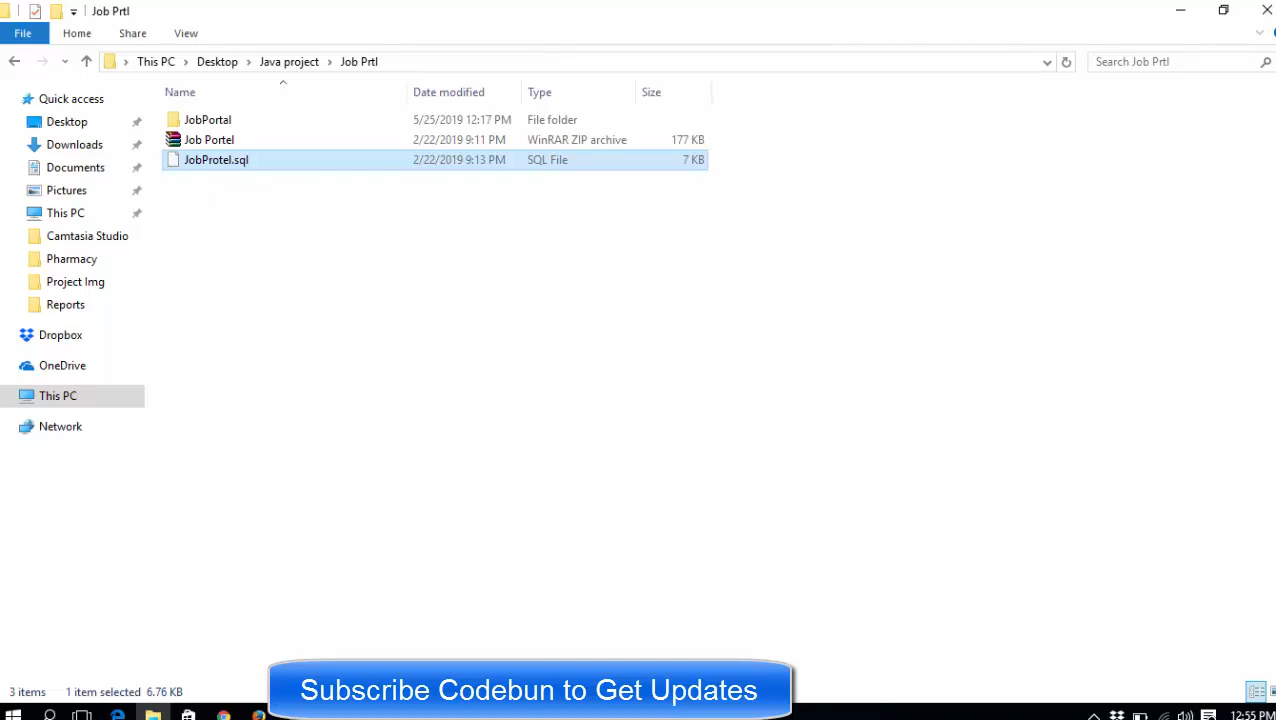 Job Prtl
File Home Share View
This PC Desktop Java project Job Prtl Search Job Prtl
Name Date modified Type Size
JobPortal 5/25/2019 12:17 PM File folder
Job Portel 2/22/2019 9:11 PM WinRAR ZIP archive 177 KB
JobProtel.sql 2/22/2019 9:13 PM SQL File 7 KB
Quick access
Desktop
Downloads
Documents
Pictures
This PC
Camtasia Studio
Pharmacy
Project Img
Reports
Dropbox
OneDrive
This PC
Network
3 items 1 item selected 6.76 KB
Subscribe Codebun to Get Updates
12:55 PM